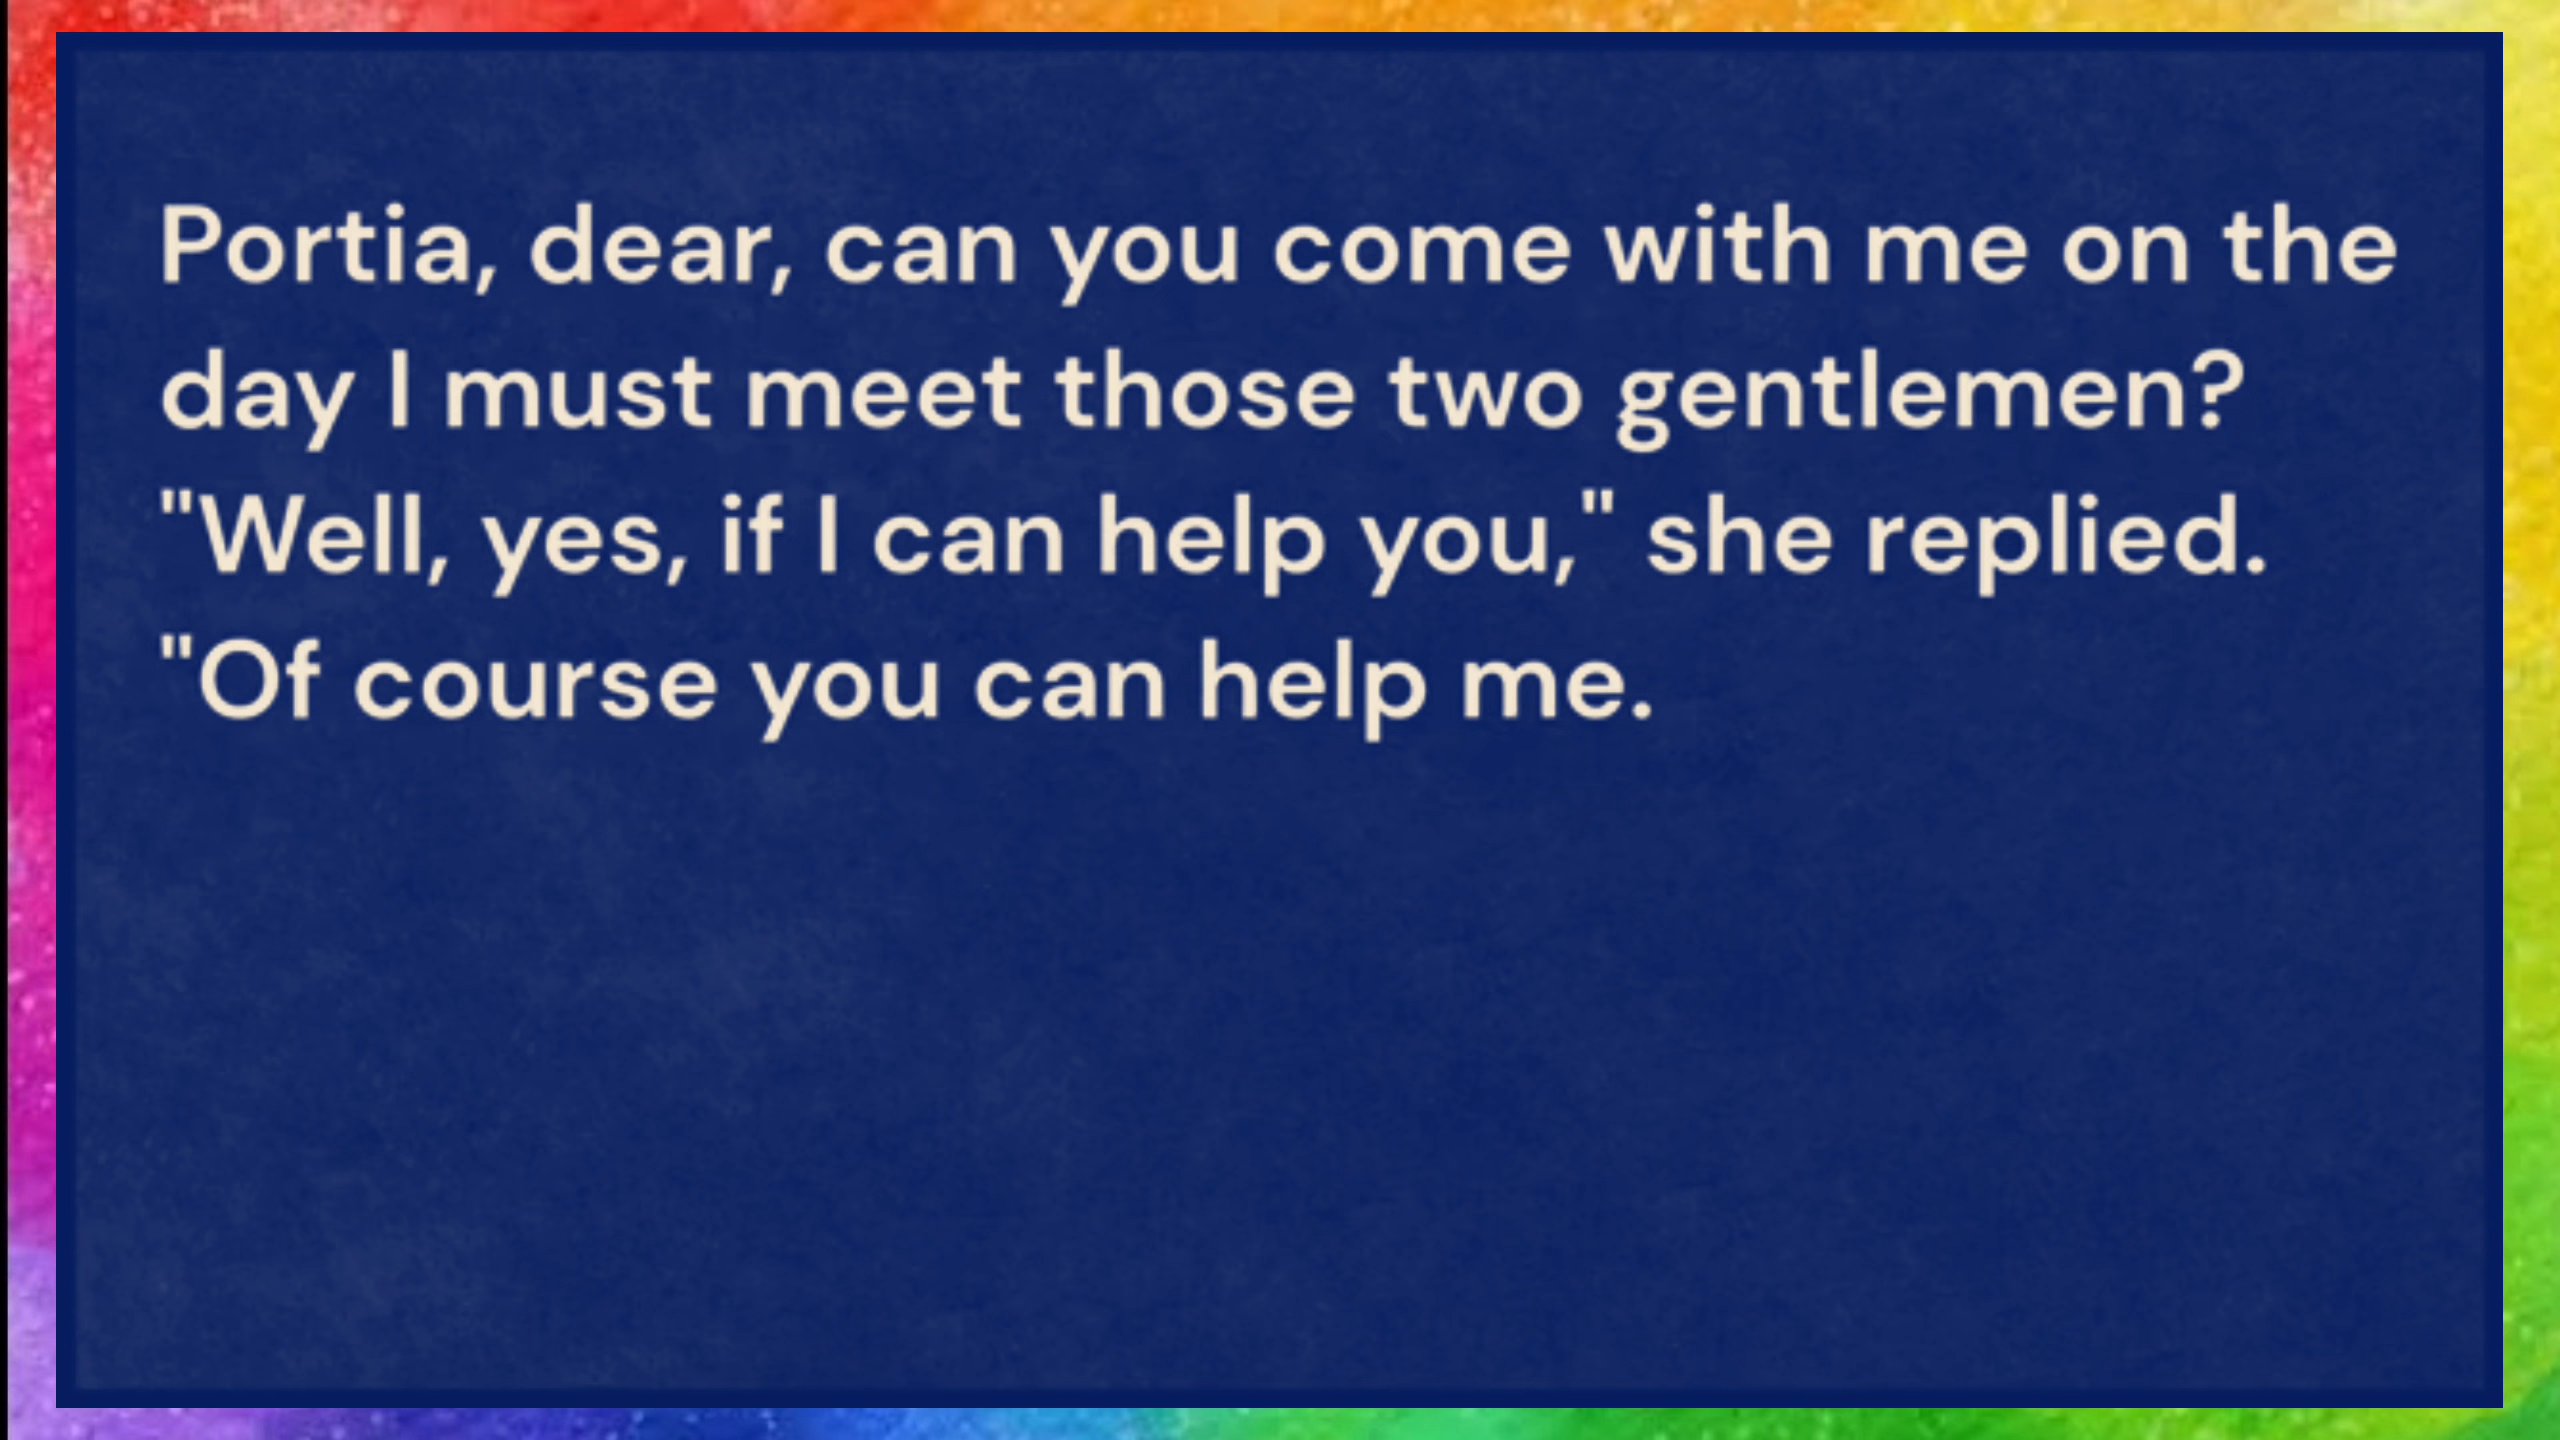 Portia, dear, can you come with me on the
day I must meet those two gentlemen?
"Well, yes, if I can help you," she replied.
"Of course you can help me.